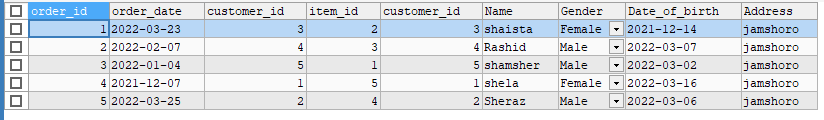 order_id order_date customer_id item_id customer_id Name Gender Date_of_birth Address
1 2022-03-23 3 2 3 shaista Female 2021-12-14 jamshoro
2 2022-02-07 4 3 4 Rashid Male 2022-03-07 jamshoro
3 2022-01-04 5 1 5 shamsher Male 2022-03-02 jamshoro
4 2021-12-07 1 5 1 shela Female 2022-03-16 jamshoro
5 2022-03-25 2 4 2 Sheraz Male 2022-03-06 jamshoro